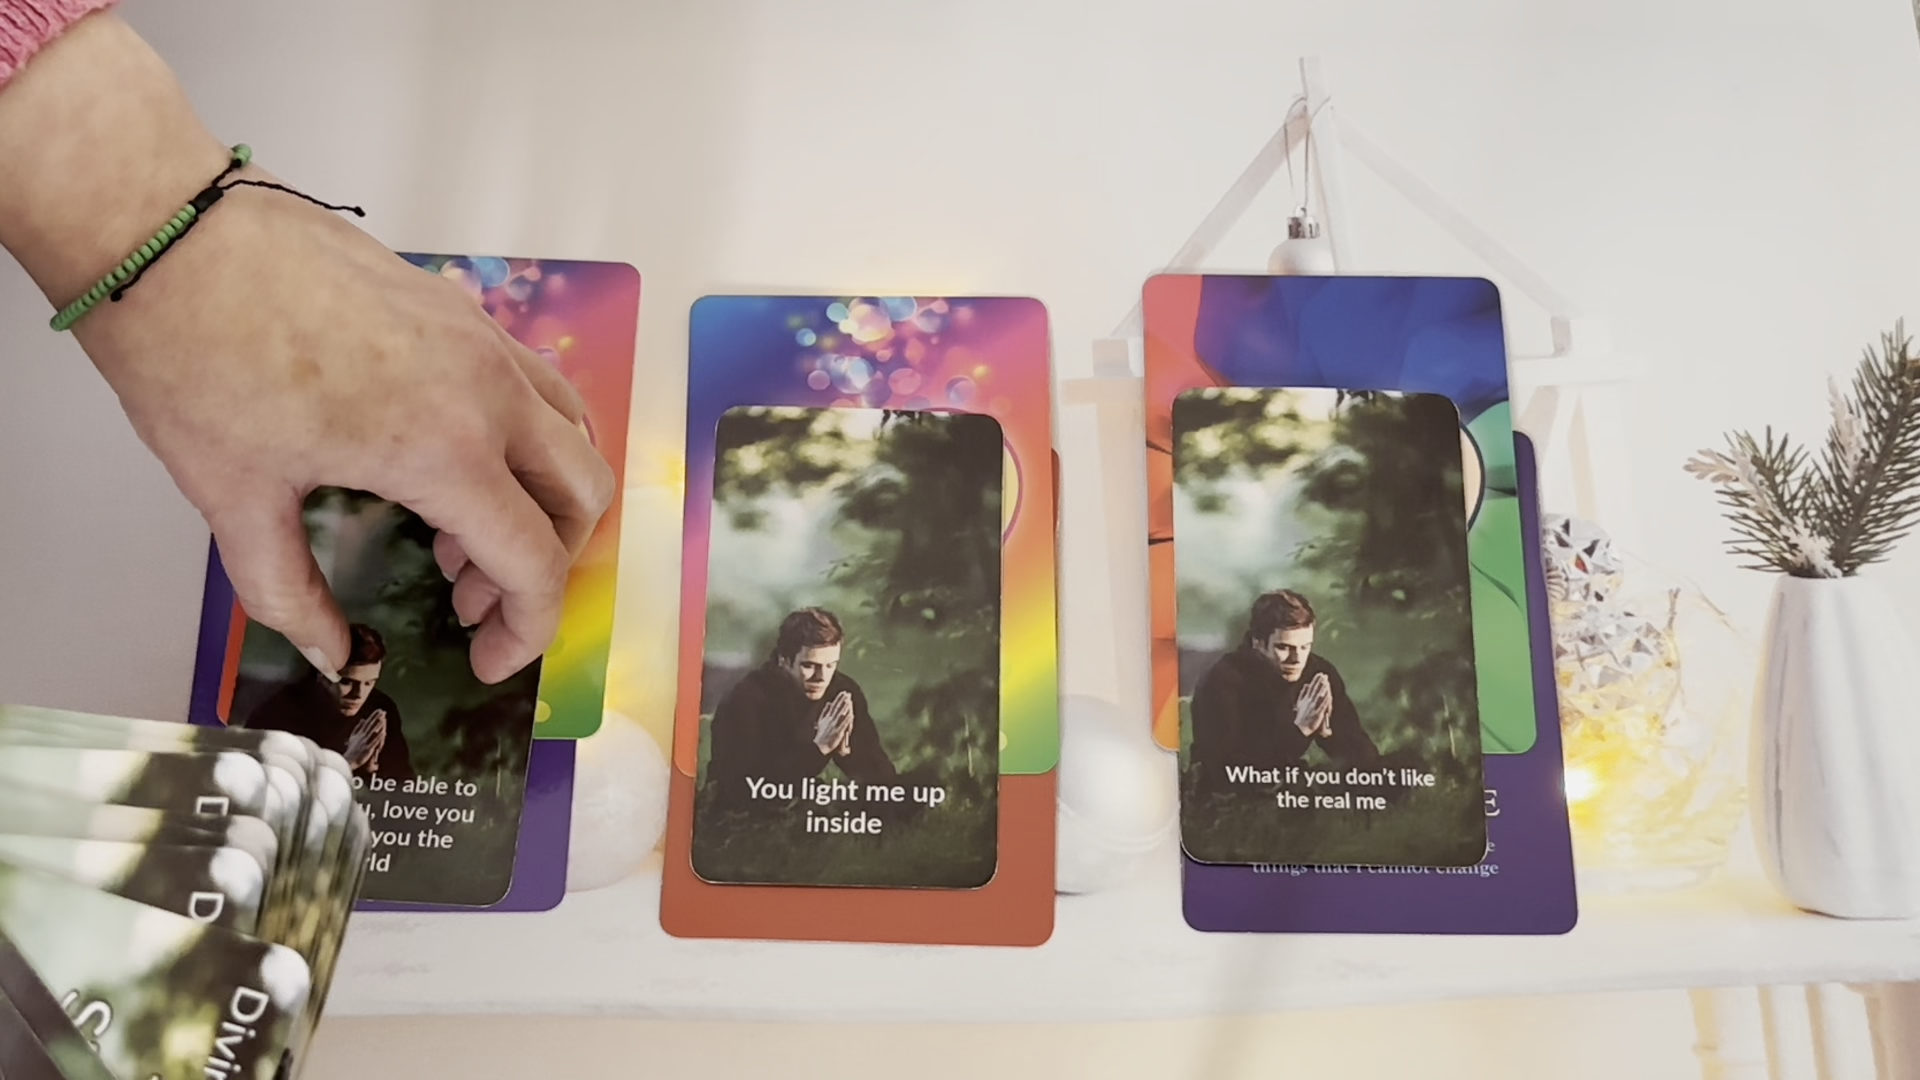 be able to
love you
you the
You light me up
inside
What if you don't like
the real me
E
things that I cannot change
Divin
S
D